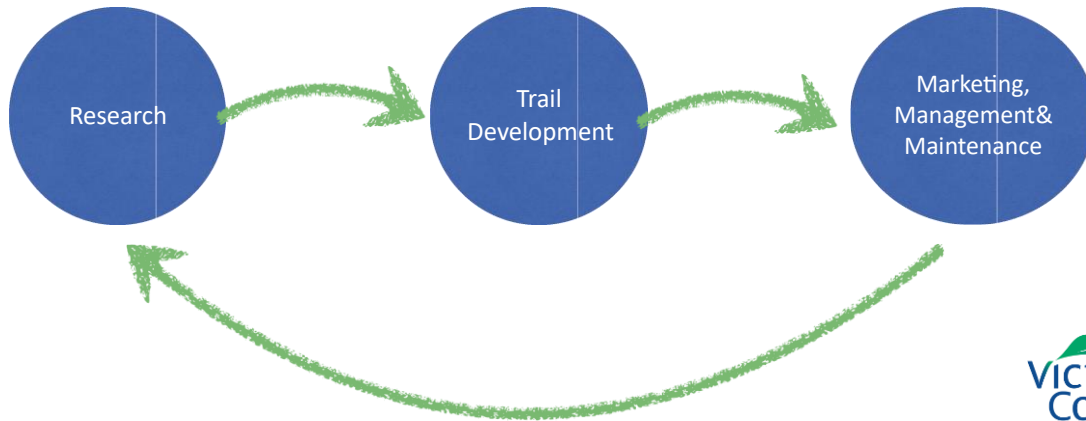 Research
Trail
Development
Marketing,
Management&
Maintenance